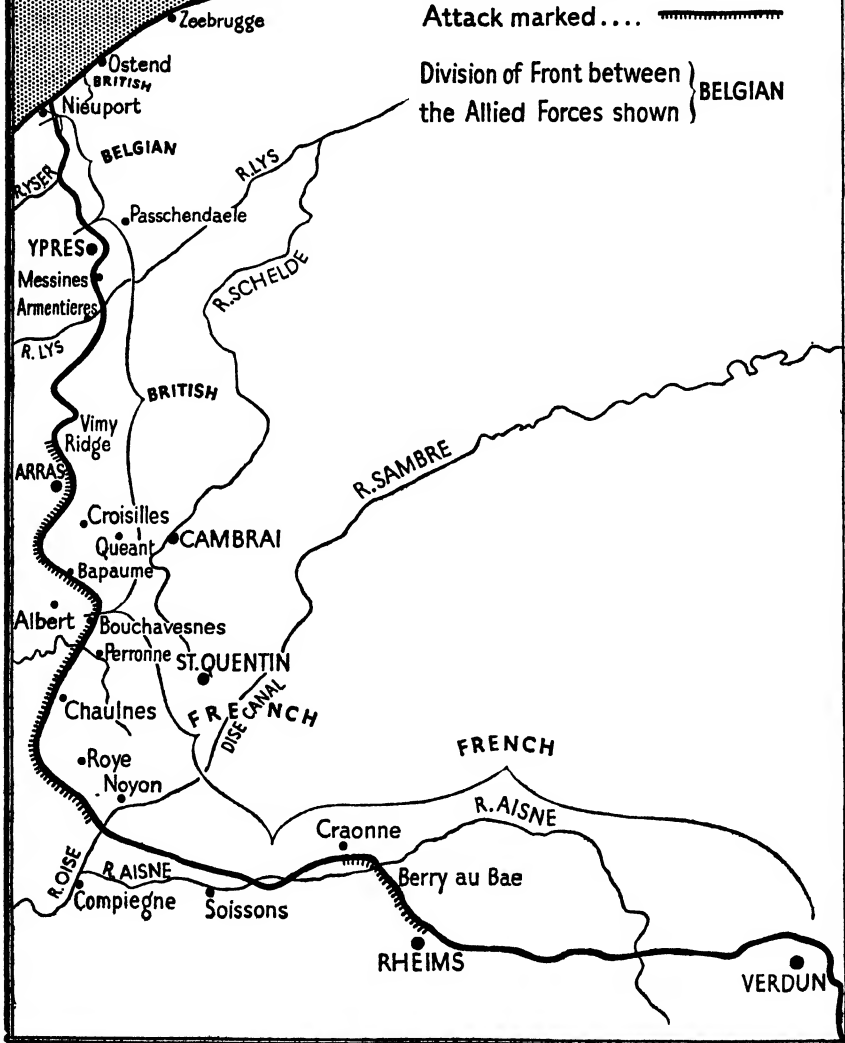 Zeebrugge
Attack marked....
Ostend
BRITISH
Division of Front between
the Allied Forces shown
BELGIAN
Nieuport
BELGIAN
R.LYS
R.YSER
Passchendaele
YPRES
Messines
R.SCHELDE
Armentieres
R. LYS
BRITISH
Vimy
Ridge
R.SAMBRE
ARRAS
Croisilles
Queant
CAMBRAI
Bapaume
Albert
Bouchavesnes
Perronne
ST.QUENTIN
Chaulnes
FRENCH
DISE CANAL
FRENCH
Roye
Noyon
R. AISNE
Craonne
R.OISE
R.AISNE
Berry au Bae
Compiegne
Soissons
RHEIMS
VERDUN